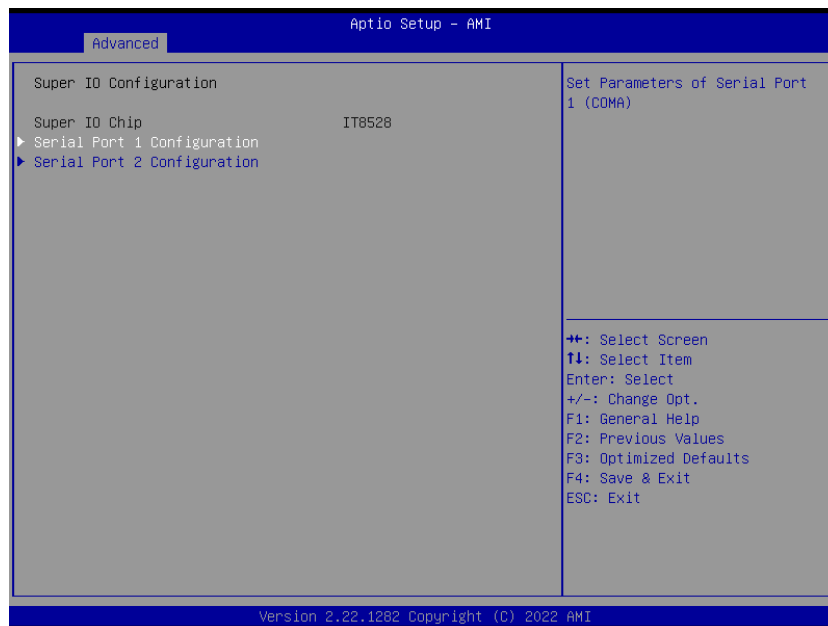 Aptio Setup – AMI
Advanced
Super IO Configuration
Super IO Chip IT8528
▶ Serial Port 1 Configuration
▶ Serial Port 2 Configuration
Set Parameters of Serial Port
1 (COMA)
→←: Select Screen
↑↓: Select Item
Enter: Select
+/-: Change Opt.
F1: General Help
F2: Previous Values
F3: Optimized Defaults
F4: Save & Exit
ESC: Exit
Version 2.22.1282 Copyright (C) 2022 AMI